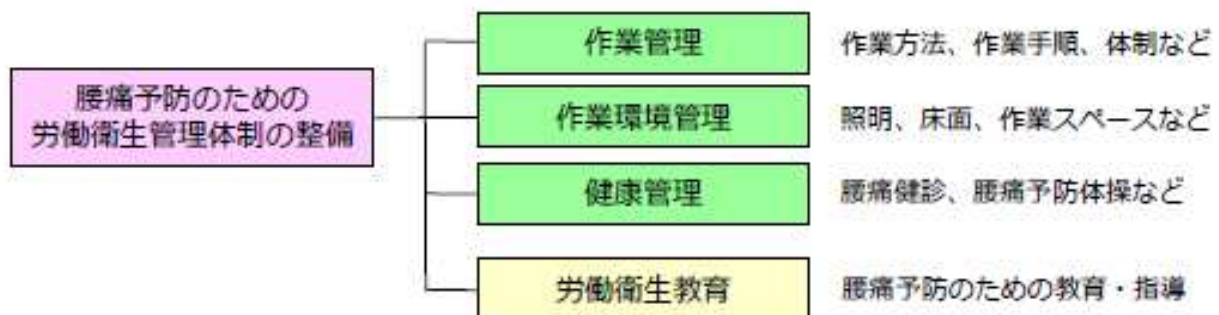 腰痛予防のための
労働衛生管理体制の整備
作業管理
作業方法、作業手順、体制など
作業環境管理
照明、床面、作業スペースなど
健康管理
腰痛健診、腰痛予防体操など
労働衛生教育
腰痛予防のための教育・指導